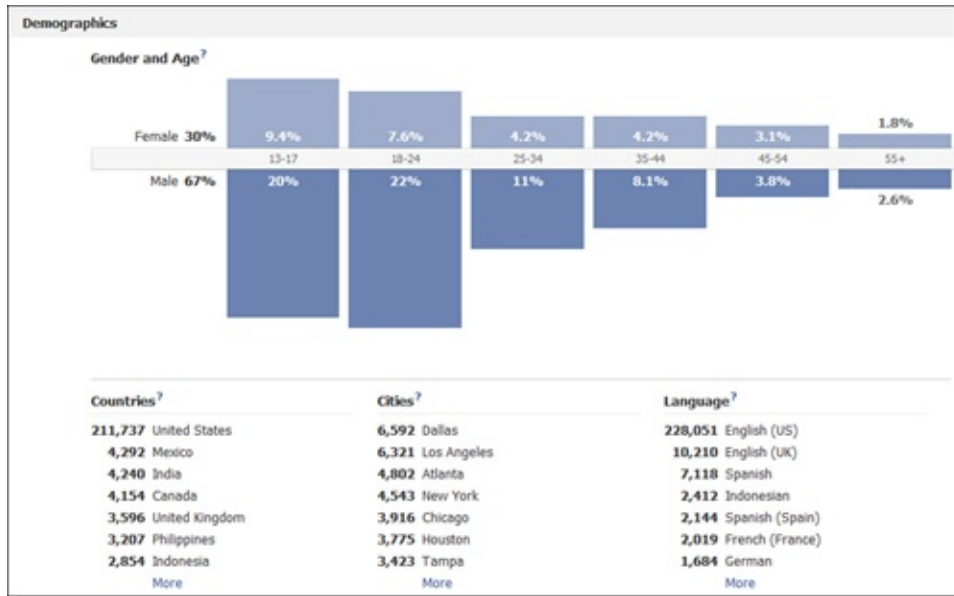 Demographics
Gender and Age?
Female 30% 9.4% 7.6% 4.2% 4.2% 3.1% 1.8%
13-17 18-24 25-34 35-44 45-54 55+
Male 67% 20% 22% 11% 8.1% 3.8% 2.6%
Countries?
211,737 United States
4,292 Mexico
4,240 India
4,154 Canada
3,596 United Kingdom
3,207 Philippines
2,854 Indonesia
More
Cities?
6,592 Dallas
6,321 Los Angeles
4,802 Atlanta
4,543 New York
3,916 Chicago
3,775 Houston
3,423 Tampa
More
Language?
228,051 English (US)
10,210 English (UK)
7,118 Spanish
2,412 Indonesian
2,144 Spanish (Spain)
2,019 French (France)
1,684 German
More